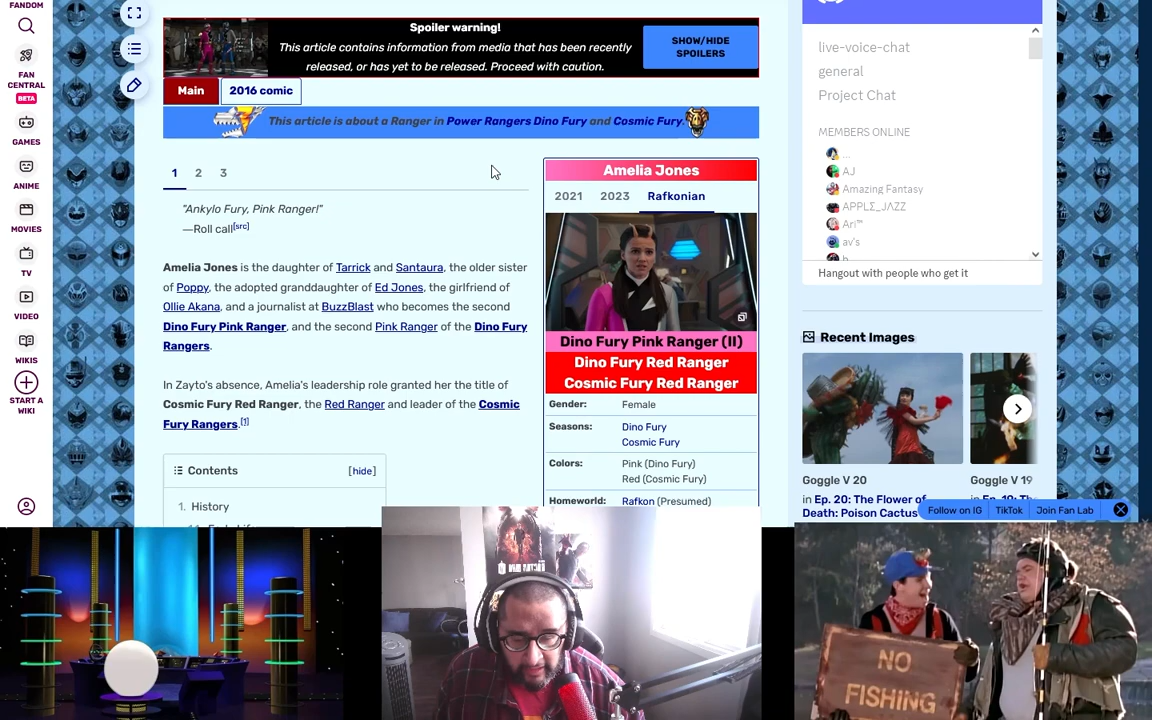 FANDOM
FAN
CENTRAL
BETA
GAMES
ANIME
MOVIES
TV
VIDEO
WIKIS
START A
WIKI
Spoiler warning!
This article contains information from media that has been recently
released, or has yet to be released. Proceed with caution.
SHOW/HIDE
SPOILERS
Main
2016 comic
This article is about a Ranger in Power Rangers Dino Fury and Cosmic Fury.
1 2 3
"Ankylo Fury, Pink Ranger!"
—Roll call[src]
Amelia Jones is the daughter of Tarrick and Santaura, the older sister
of Poppy, the adopted granddaughter of Ed Jones, the girlfriend of
Ollie Akana, and a journalist at BuzzBlast who becomes the second
Dino Fury Pink Ranger, and the second Pink Ranger of the Dino Fury
Rangers.
In Zayto's absence, Amelia's leadership role granted her the title of
Cosmic Fury Red Ranger, the Red Ranger and leader of the Cosmic
Fury Rangers.[1]
Contents [hide]
1. History
Amelia Jones
2021 2023 Rafkonian
Dino Fury Pink Ranger (II)
Dino Fury Red Ranger
Cosmic Fury Red Ranger
Gender: Female
Seasons: Dino Fury
Cosmic Fury
Colors: Pink (Dino Fury)
Red (Cosmic Fury)
Homeworld: Rafkon (Presumed)
live-voice-chat
general
Project Chat
MEMBERS ONLINE
...
AJ
Amazing Fantasy
APPLΣ_JΛZZ
Ari™
av's
Hangout with people who get it
Recent Images
Goggle V 20
in Ep. 20: The Flower of
Death: Poison Cactus
Goggle V 19
Follow on IG
TikTok
Join Fan Lab
NO
FISHING